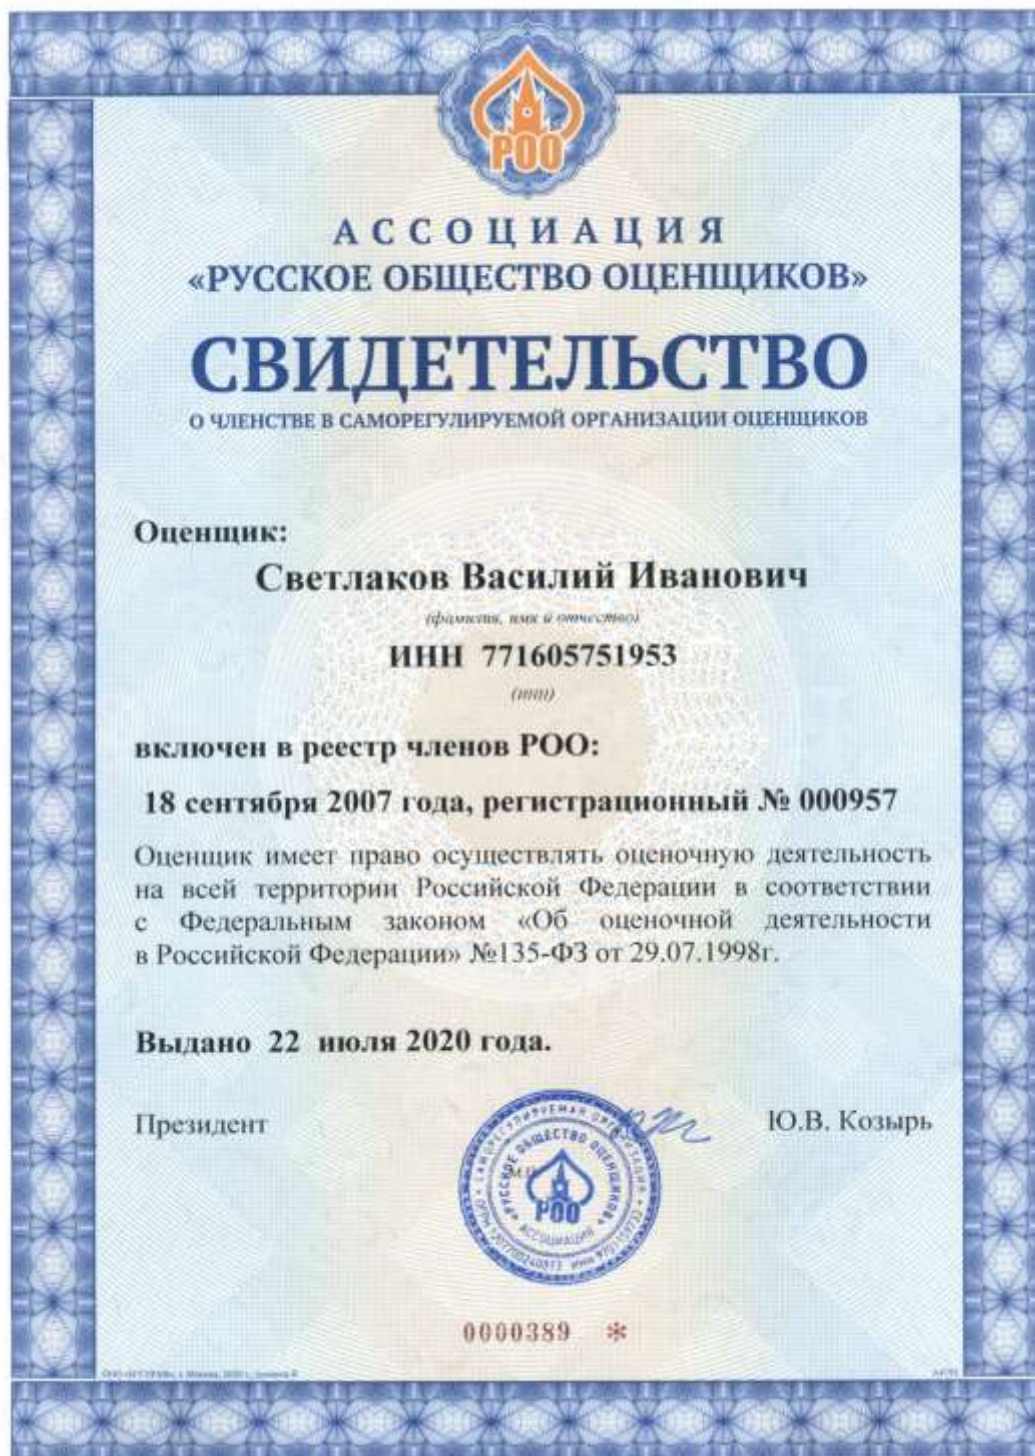 РОО
АССОЦИАЦИЯ
«РУССКОЕ ОБЩЕСТВО ОЦЕНЩИКОВ»
СВИДЕТЕЛЬСТВО
О ЧЛЕНСТВЕ В САМОРЕГУЛИРУЕМОЙ ОРГАНИЗАЦИИ ОЦЕНЩИКОВ
Оценщик:
Светлаков Василий Иванович
(фамилия, имя и отчество)
ИНН 771605751953
(инн)
включен в реестр членов РОО:
18 сентября 2007 года, регистрационный № 000957
Оценщик имеет право осуществлять оценочную деятельность
на всей территории Российской Федерации в соответствии
с Федеральным законом «Об оценочной деятельности
в Российской Федерации» №135-ФЗ от 29.07.1998г.
Выдано 22 июля 2020 года.
Президент
Ю.В. Козырь
САМОРЕГУЛИРУЕМАЯ ОРГАНИЗАЦИЯ
«РУССКОЕ ОБЩЕСТВО ОЦЕНЩИКОВ»
РОО
АССОЦИАЦИЯ
0000389 *